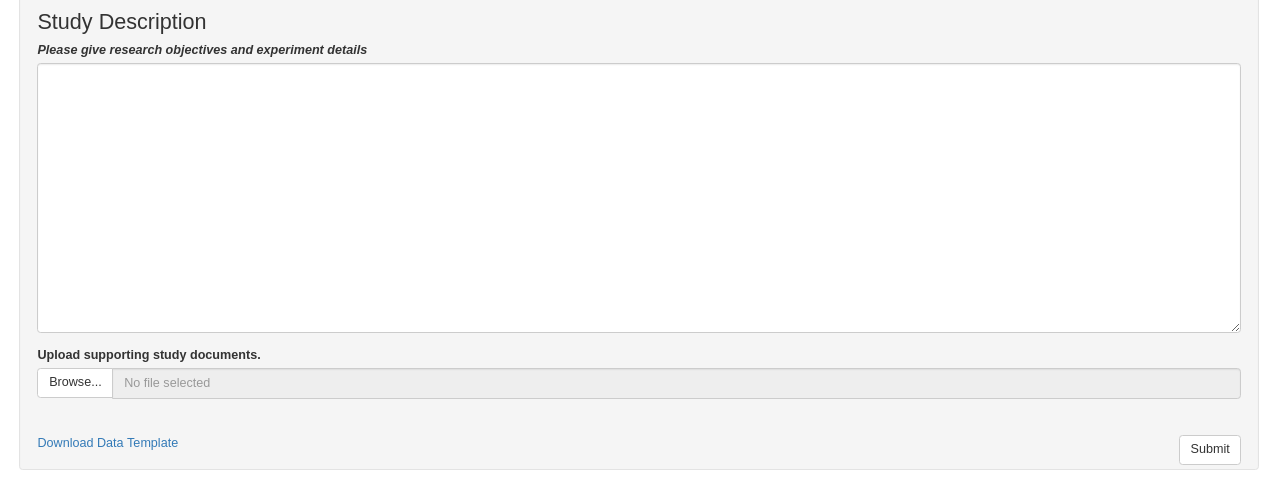 Study Description
Please give research objectives and experiment details
Upload supporting study documents.
Browse... No file selected
Download Data Template
Submit